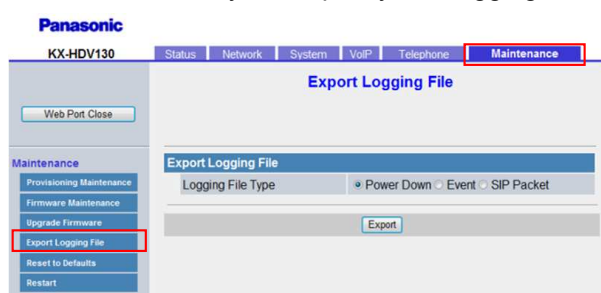 Panasonic
KX-HDV130
Status Network System VoIP Telephone Maintenance
Web Port Close
Export Logging File
Maintenance
Provisioning Maintenance
Firmware Maintenance
Upgrade Firmware
Export Logging File
Reset to Defaults
Restart
Export Logging File
Logging File Type Power Down Event SIP Packet
Export